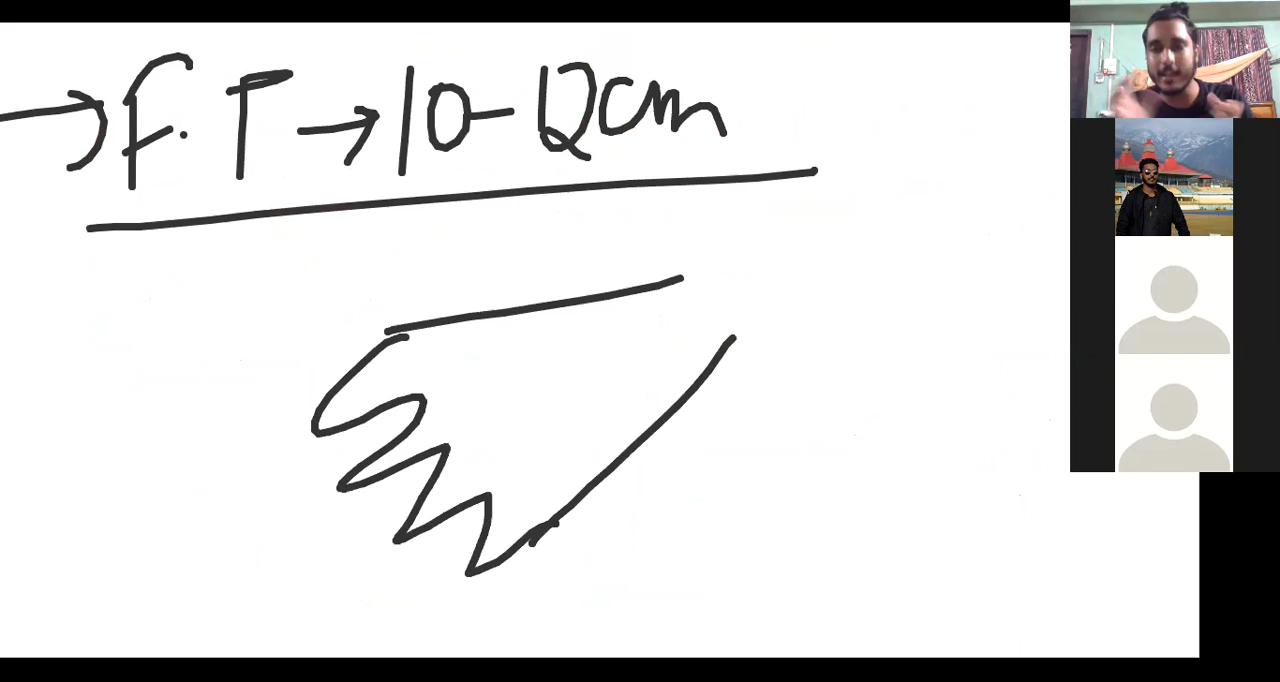 → F. T → 10-12cm